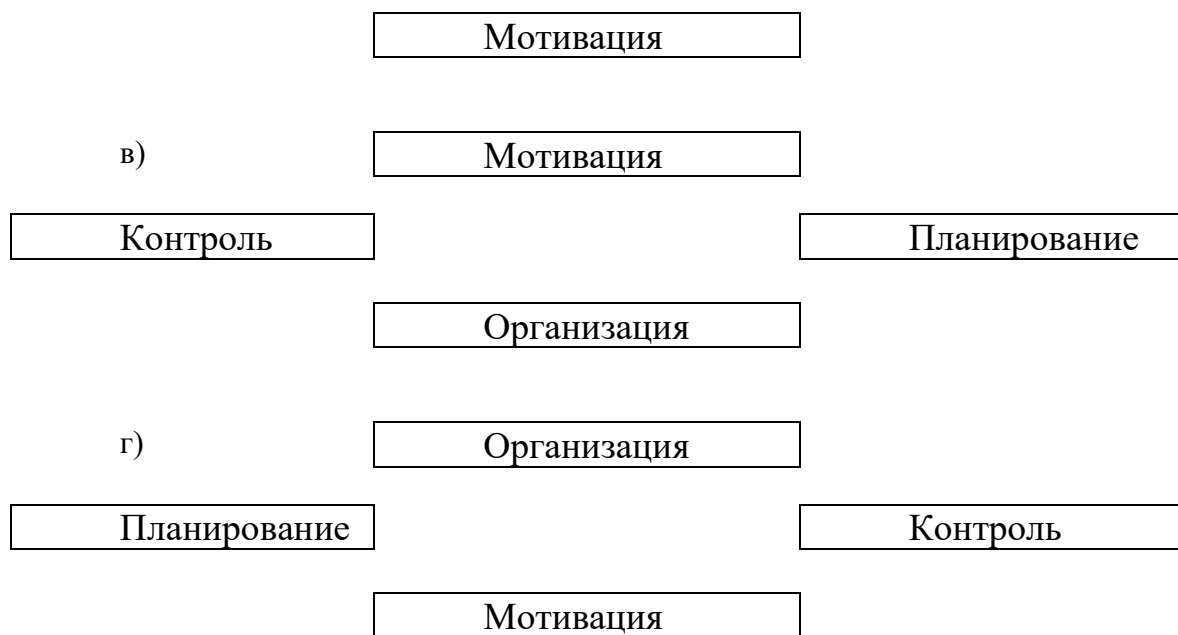 Мотивация
в) Мотивация
Контроль Планирование
Организация
г) Организация
Планирование Контроль
Мотивация